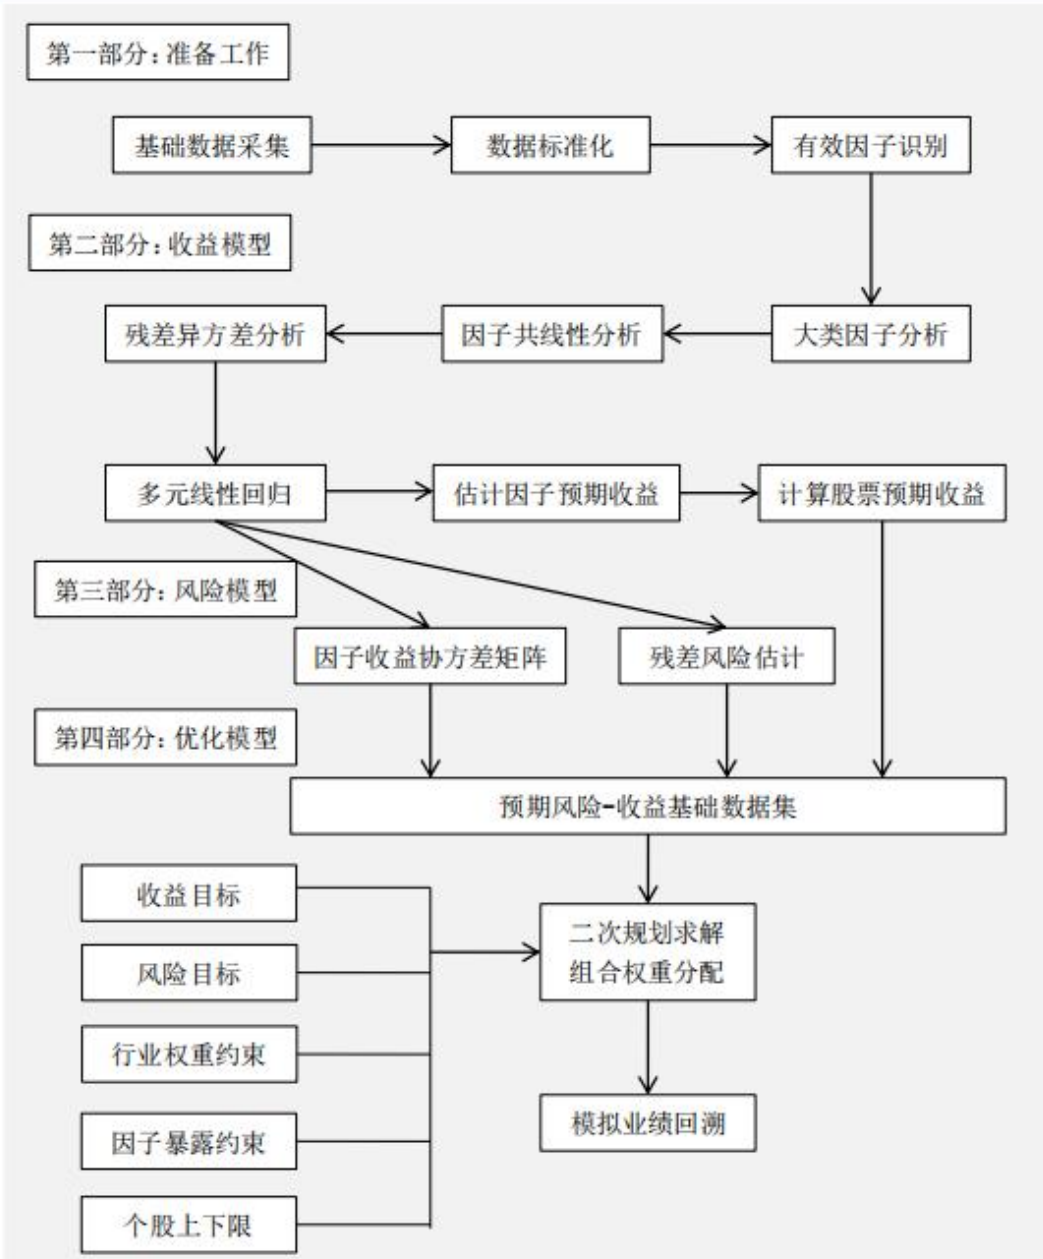 第一部分：准备工作
基础数据采集
数据标准化
有效因子识别
第二部分：收益模型
残差异方差分析
因子共线性分析
大类因子分析
多元线性回归
估计因子预期收益
计算股票预期收益
第三部分：风险模型
因子收益协方差矩阵
残差风险估计
第四部分：优化模型
预期风险-收益基础数据集
收益目标
二次规划求解
组合权重分配
风险目标
行业权重约束
因子暴露约束
模拟业绩回溯
个股上下限